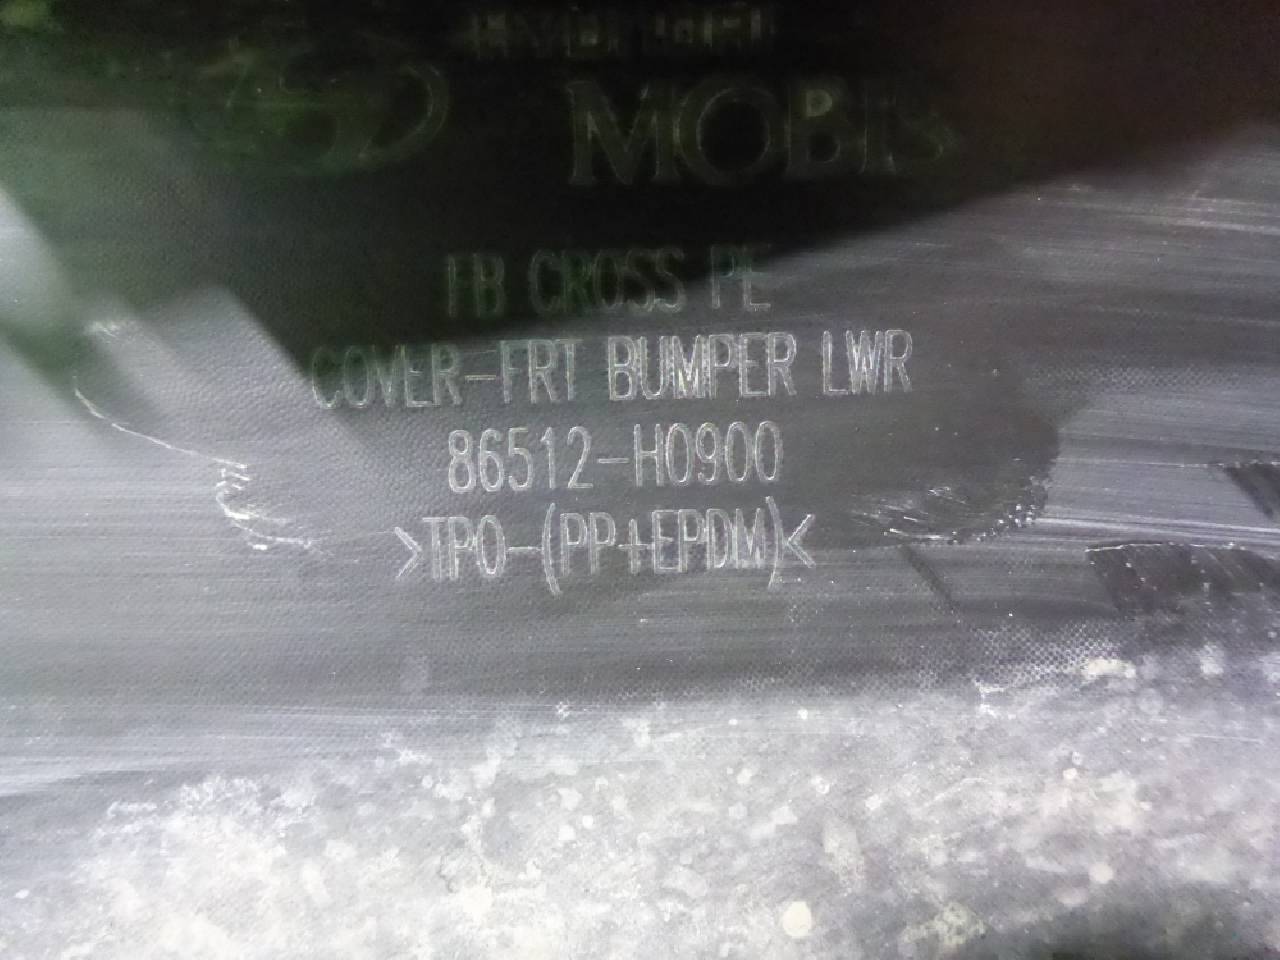 MOBIS
FB CROSS PE
COVER-FRT BUMPER LWR
86512-H0900
>TPO-(PP+EPDM)<